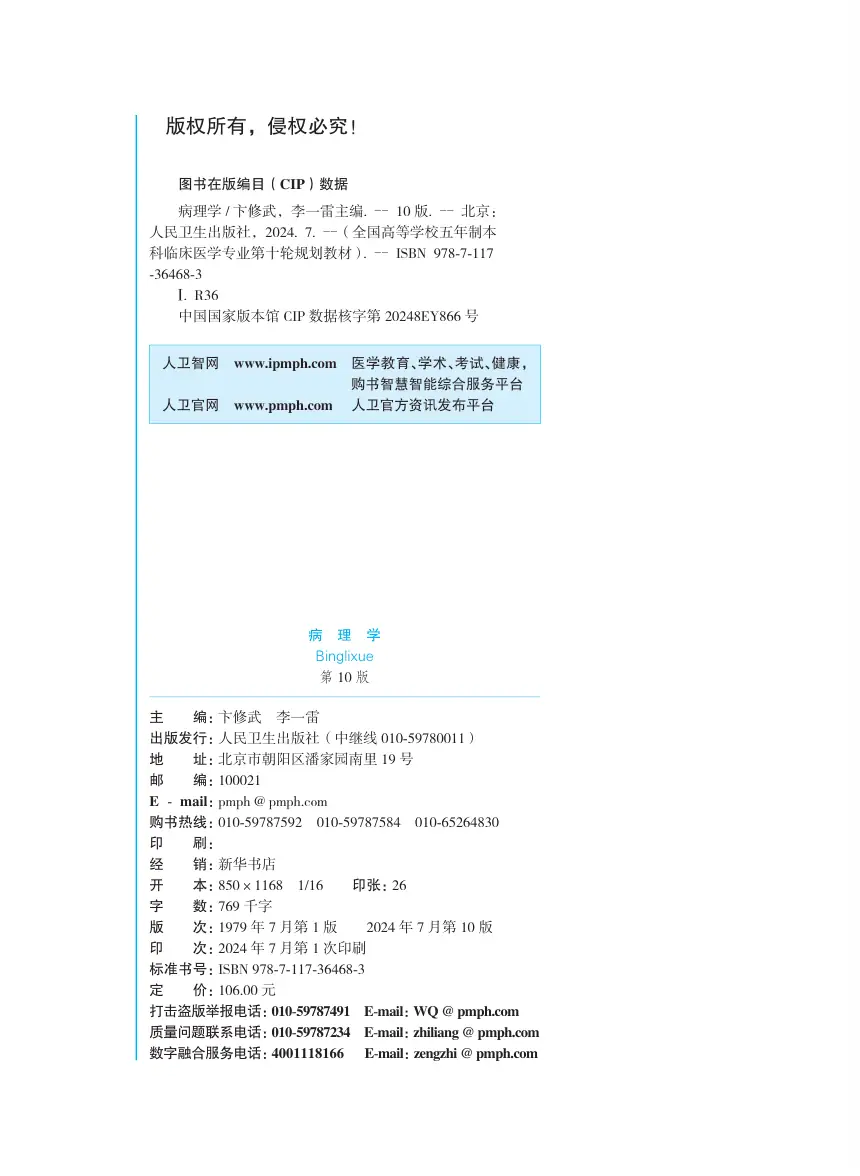 版权所有，侵权必究！
图书在版编目（CIP）数据
病理学 / 卞修武，李一雷主编. -- 10 版. -- 北京：
人民卫生出版社，2024. 7. --（全国高等学校五年制本
科临床医学专业第十轮规划教材）. -- ISBN 978-7-117
-36468-3
Ⅰ. R36
中国国家版本馆 CIP 数据核字第 20248EY866 号
人卫智网 www.ipmph.com 医学教育、学术、考试、健康，
购书智慧智能综合服务平台
人卫官网 www.pmph.com 人卫官方资讯发布平台
病 理 学
Binglixue
第 10 版
主 编：卞修武 李一雷
出版发行：人民卫生出版社（中继线 010-59780011）
地 址：北京市朝阳区潘家园南里 19 号
邮 编：100021
E - mail：pmph @ pmph.com
购书热线：010-59787592 010-59787584 010-65264830
印 刷：
经 销：新华书店
开 本：850 × 1168 1/16 印张：26
字 数：769 千字
版 次：1979 年 7 月第 1 版 2024 年 7 月第 10 版
印 次：2024 年 7 月第 1 次印刷
标准书号：ISBN 978-7-117-36468-3
定 价：106.00 元
打击盗版举报电话：010-59787491 E-mail：WQ @ pmph.com
质量问题联系电话：010-59787234 E-mail：zhiliang @ pmph.com
数字融合服务电话：4001118166 E-mail：zengzhi @ pmph.com